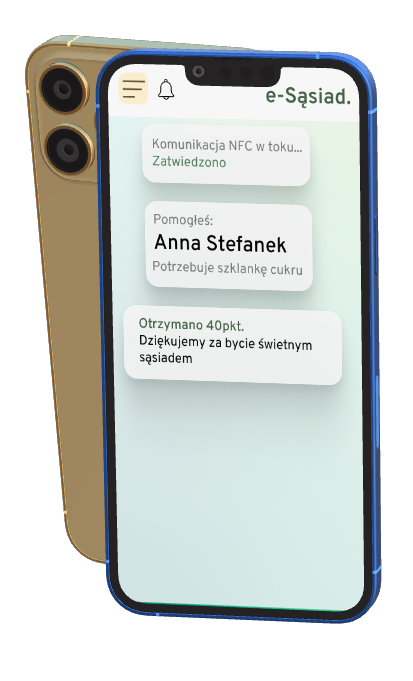 e-Sąsiad.
Komunikacja NFC w toku...
Zatwiedzono
Pomogłeś:
Anna Stefanek
Potrzebuje szklankę cukru
Otrzymano 40pkt.
Dziękujemy za bycie świetnym
sąsiadem